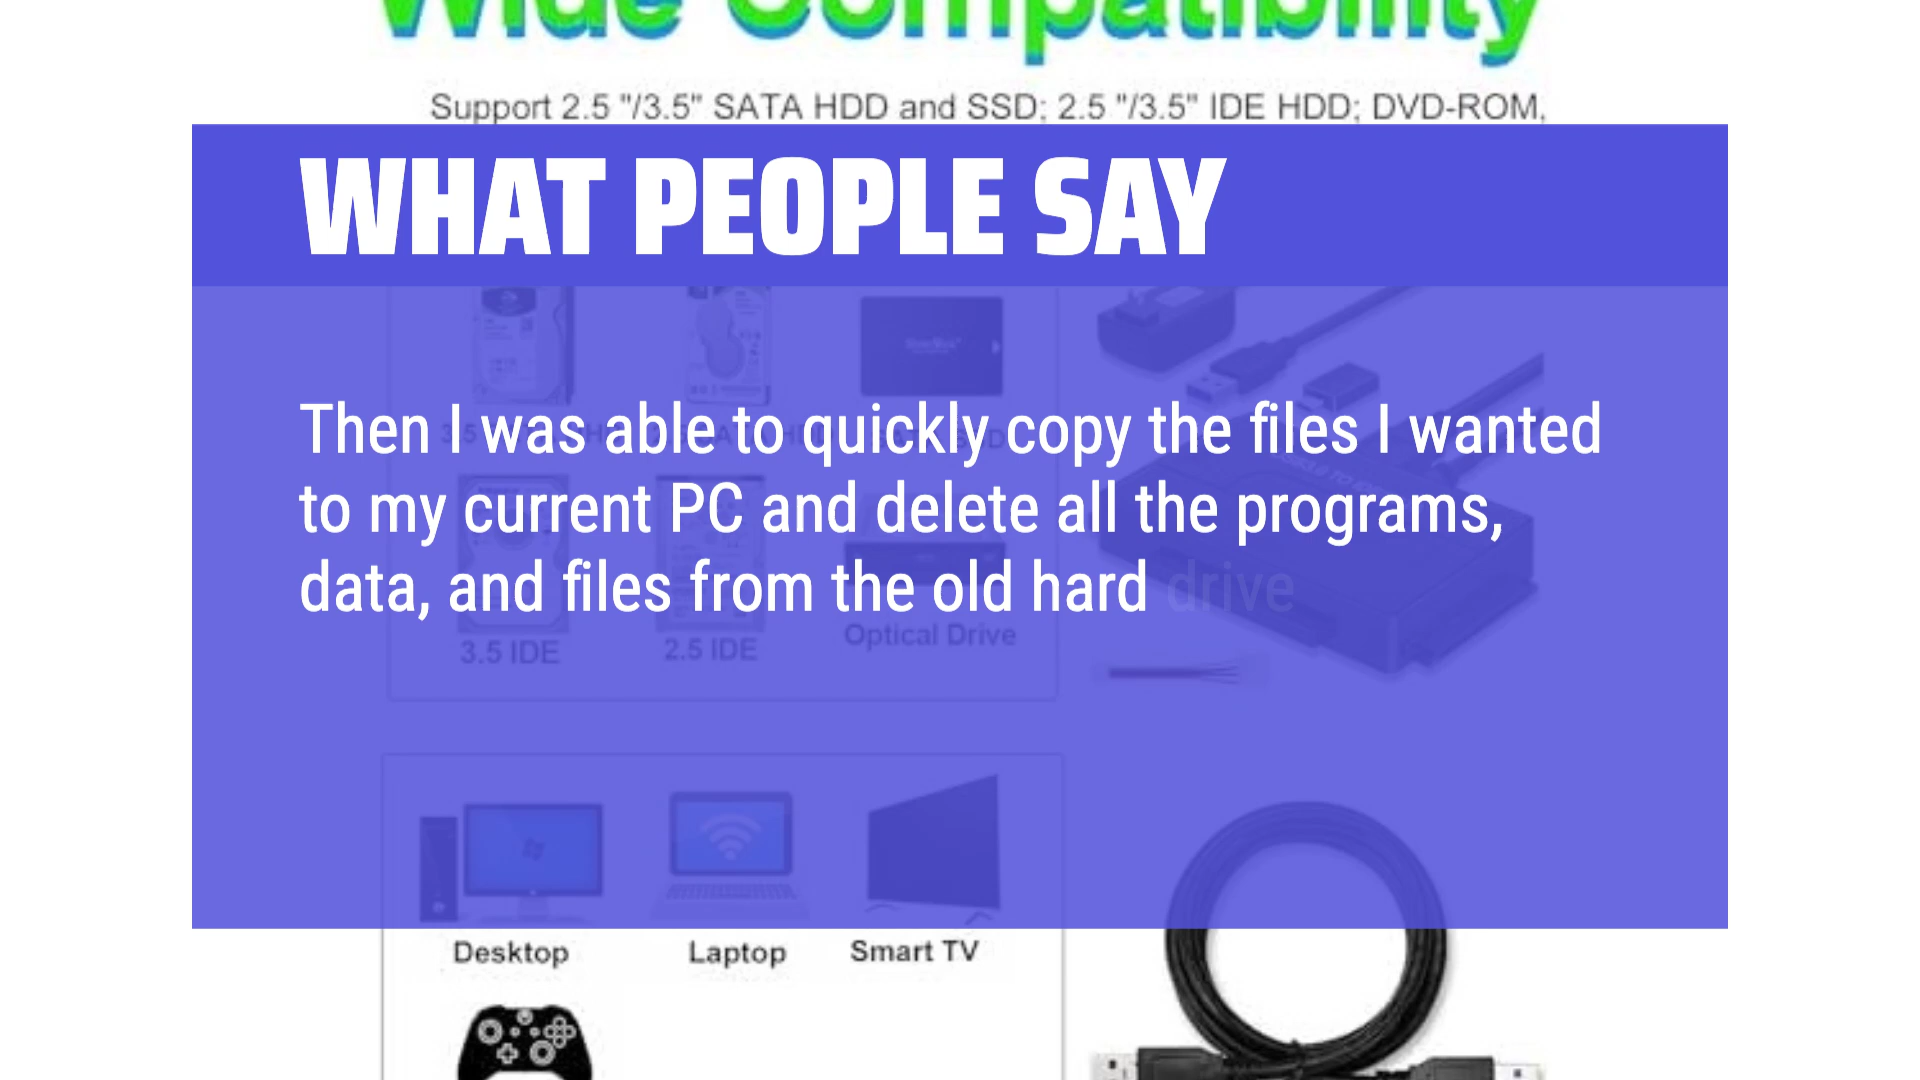 Wide Compatibility
Support 2.5 "/3.5" SATA HDD and SSD; 2.5 "/3.5" IDE HDD; DVD-ROM,
WHAT PEOPLE SAY
Then I was able to quickly copy the files I wanted
to my current PC and delete all the programs,
data, and files from the old hard drive
3.5 IDE
2.5 IDE
Optical Drive
Desktop
Laptop
Smart TV